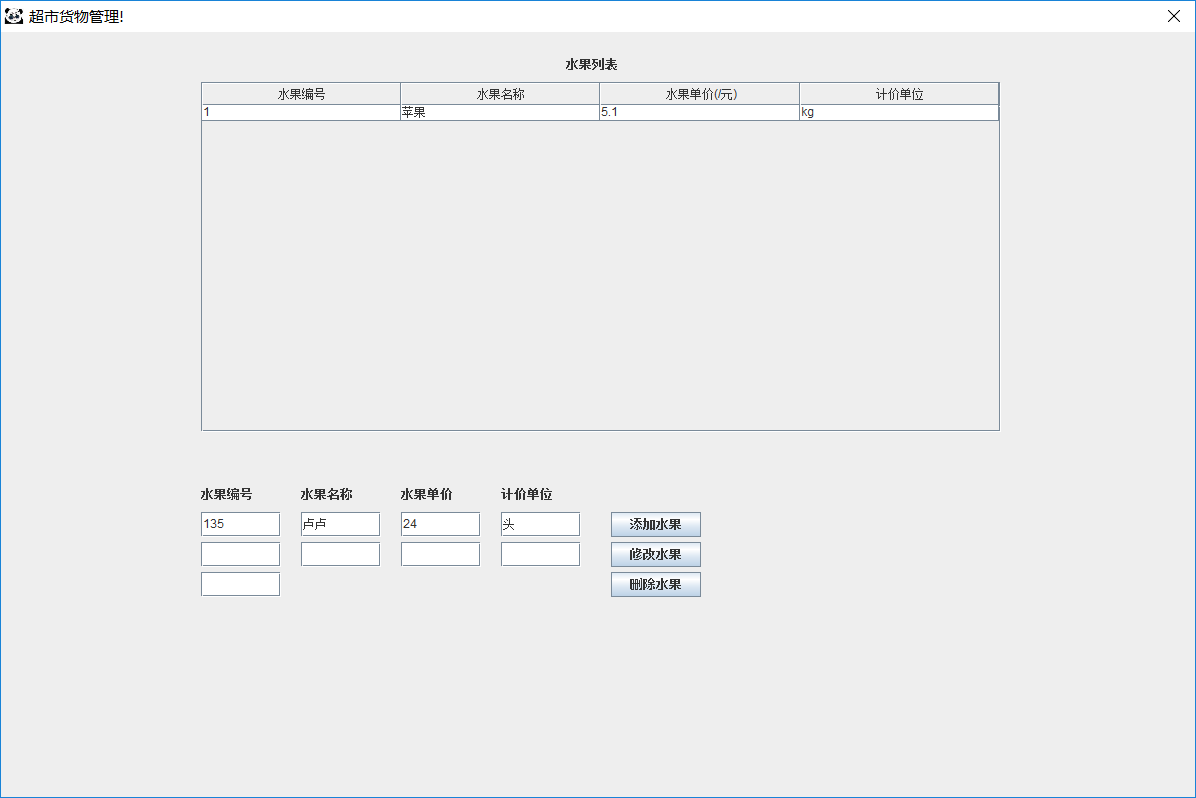 超市货物管理!
水果列表
水果编号 水果名称 水果单价(/元) 计价单位
1 苹果 5.1 kg
水果编号 水果名称 水果单价 计价单位
135 卢卢 24 头 添加水果
修改水果
删除水果